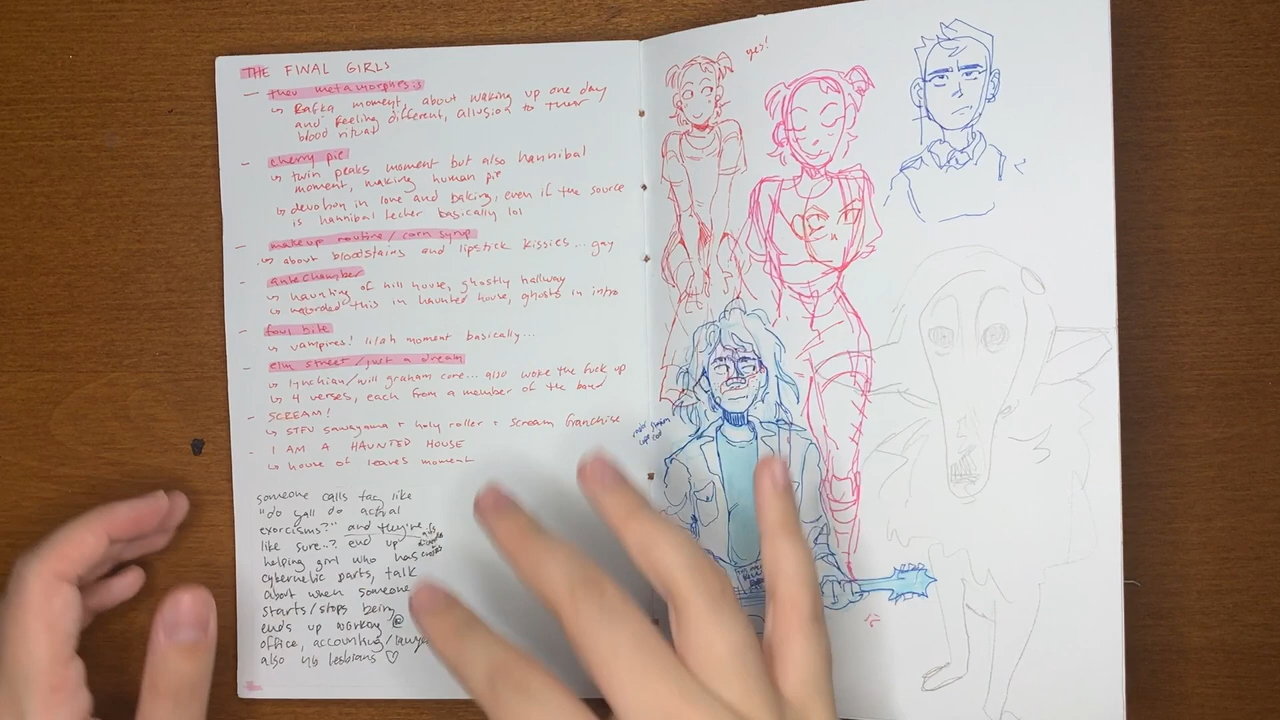 THE FINAL GIRLS
— their metamorphosis
↳ Kafka moment, about waking up one day
and feeling different, allusion to their
blood ritual
- cherry pie
↳ twin peaks moment but also hannibal
moment, making human pie
↳ devotion in love and baking, even if the source
is hannibal lecter basically lol
- makeup routine/corn syrup
↳ about bloodstains and lipstick kissies... gay
- antechamber
↳ haunting of hill house, ghostly hallway
↳ recorded this in haunted house, ghosts in intro
- foul bite
↳ vampires! lilah moment basically...
- elm street/just a dream
↳ lynchian/will graham core... also woke the fuck up
↳ 4 verses, each from a member of the band
- SCREAM!
↳ STFU sawayama + holy roller + scream franchise
- I AM A HAUNTED HOUSE
↳ house of leaves moment
someone calls tag like
"do yall do actual
exorcisms?" and they're
like sure..? end up
helping girl who has
cybernetic parts, talk
about when someone
starts/stops being
ends up working @
office, accounting/lawyer
also yb lesbians ♡
yes!